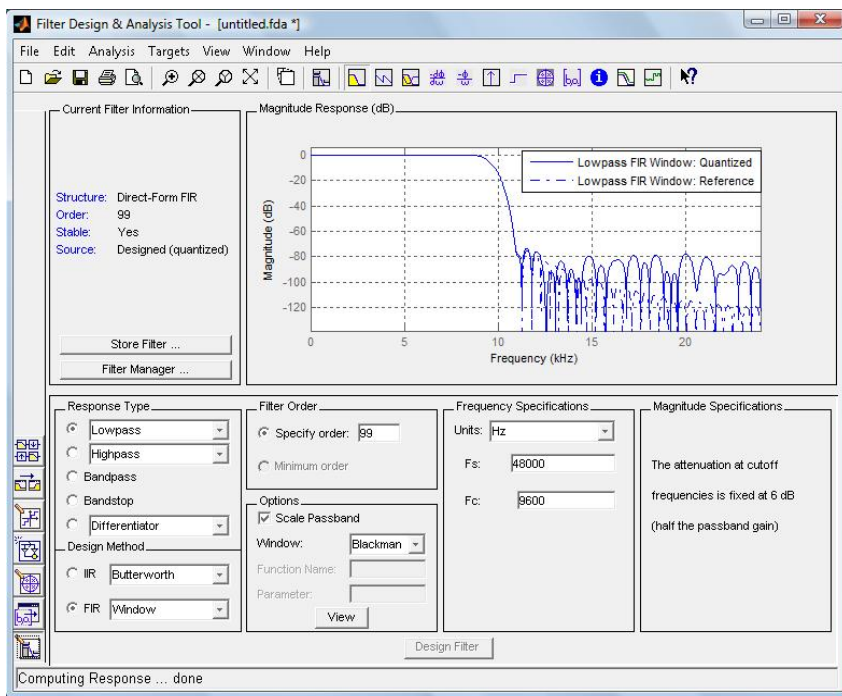 Filter Design & Analysis Tool - [untitled.fda *]
File Edit Analysis Targets View Window Help
Current Filter Information
Structure: Direct-Form FIR
Order: 99
Stable: Yes
Source: Designed (quantized)
Store Filter ...
Filter Manager ...
Magnitude Response (dB)
Lowpass FIR Window: Quantized
Lowpass FIR Window: Reference
Magnitude (dB)
0
-20
-40
-60
-80
-100
-120
0 5 10 15 20
Frequency (kHz)
Response Type
Lowpass
Highpass
Bandpass
Bandstop
Differentiator
Design Method
IIR Butterworth
FIR Window
Filter Order
Specify order: 99
Minimum order
Options
Scale Passband
Window: Blackman
Function Name:
Parameter:
View
Frequency Specifications
Units: Hz
Fs: 48000
Fc: 9600
Magnitude Specifications
The attenuation at cutoff
frequencies is fixed at 6 dB
(half the passband gain)
Design Filter
Computing Response ... done